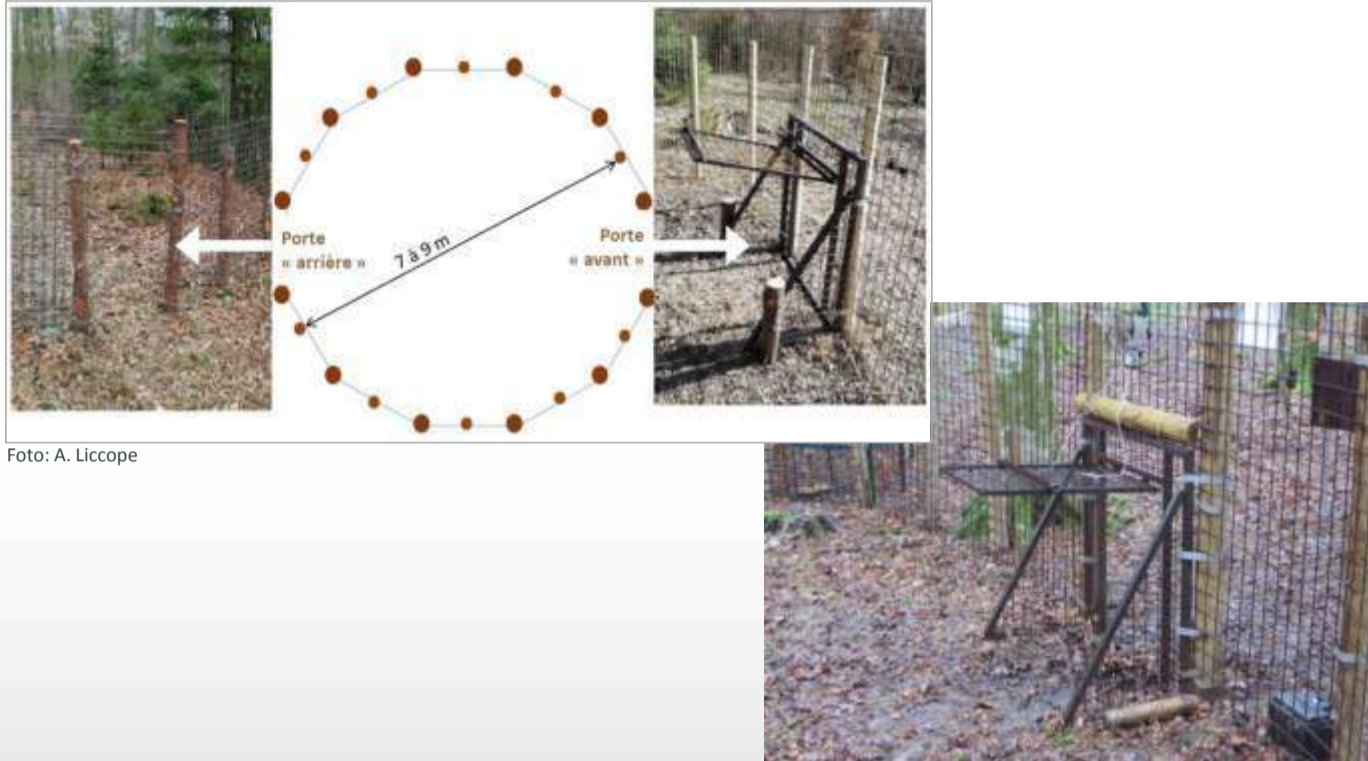 Porte
« arrière »
7 à 9 m
Porte
« avant »
Foto: A. Liccope